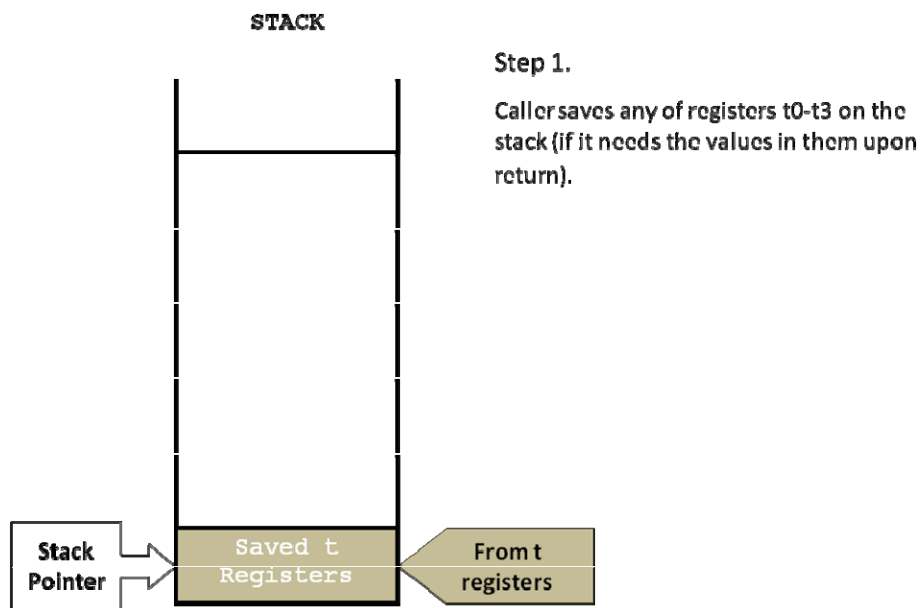 STACK
Step 1.
Caller saves any of registers t0-t3 on the
stack (if it needs the values in them upon
return).
Stack
Pointer
Saved t
Registers
From t
registers